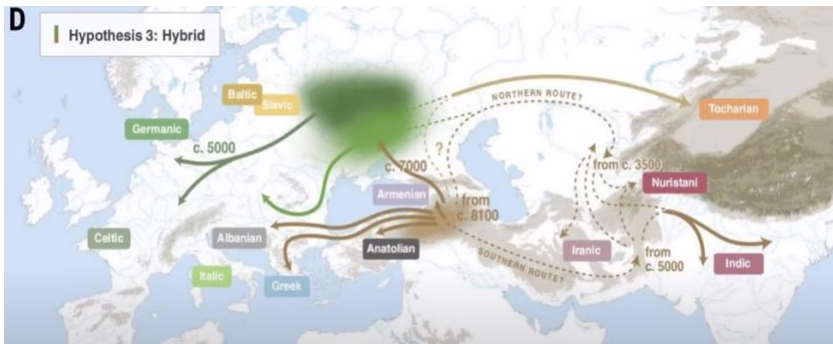 D
Hypothesis 3: Hybrid
Baltic
Slavic
NORTHERN ROUTE?
Tocharian
Germanic
c. 5000
?
c. 7000
from c. 3500
Nuristani
Armenian
from
c. 8100
Celtic
Albanian
Anatolian
Iranic
from
c. 5000
Indic
SOUTHERN ROUTE?
Italic
Greek